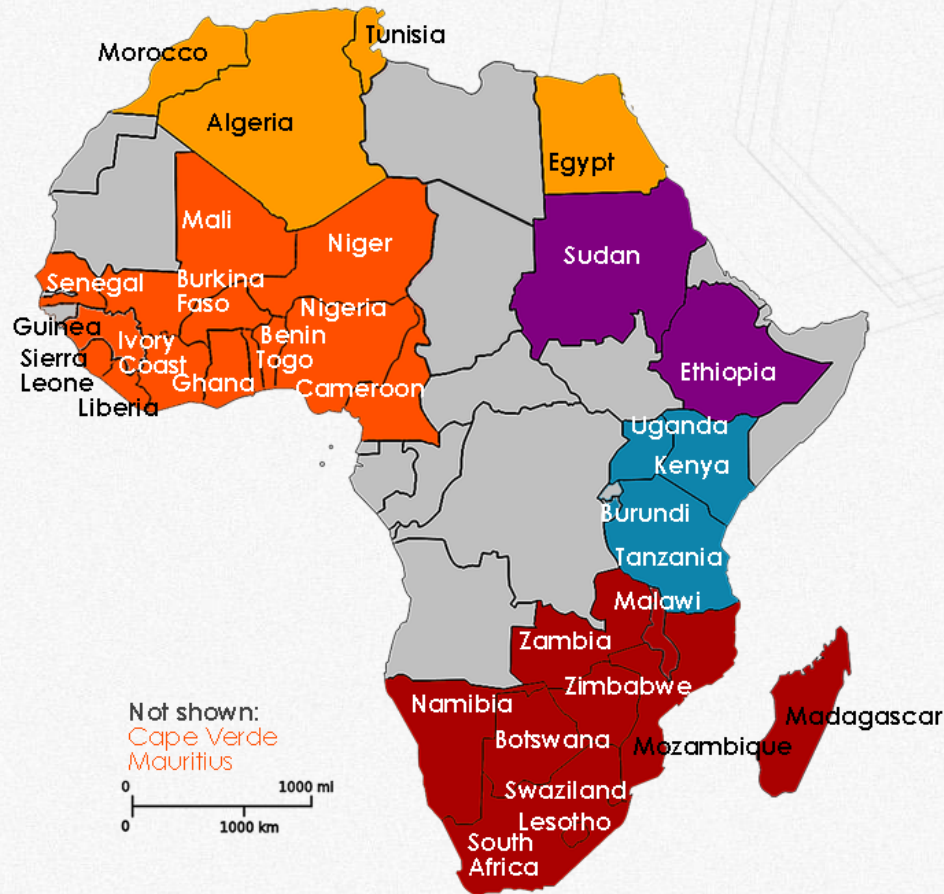 Tunisia
Morocco
Algeria
Egypt
Mali
Niger
Sudan
Senegal
Burkina
Faso
Nigeria
Guinea
Ivory
Coast
Benin
Togo
Sierra
Leone
Ghana
Cameroon
Liberia
Ethiopia
Uganda
Kenya
Burundi
Tanzania
Malawi
Zambia
Zimbabwe
Namibia
Botswana
Mozambique
Madagascar
Swaziland
Lesotho
South
Africa
Not shown:
Cape Verde
Mauritius
0 1000 mi
0 1000 km